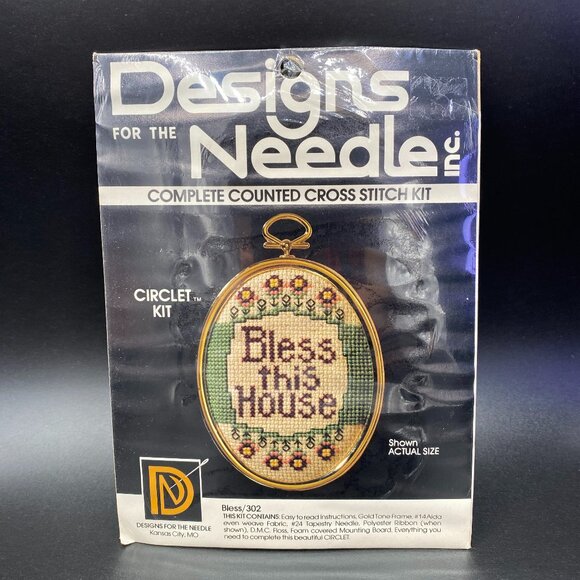 Designs
FOR THE
Needle INC.
COMPLETE COUNTED CROSS STITCH KIT
CIRCLET™
KIT
Bless
this
House
Shown
ACTUAL SIZE
DN
DESIGNS FOR THE NEEDLE
Kansas City, MO
Bless/302
THIS KIT CONTAINS: Easy to read Instructions, Gold Tone Frame, #14 Aida
even weave Fabric, #24 Tapestry Needle, Polyester Ribbon (when
shown), D.M.C. Floss, Foam covered Mounting Board. Everything you
need to complete this beautiful CIRCLET.